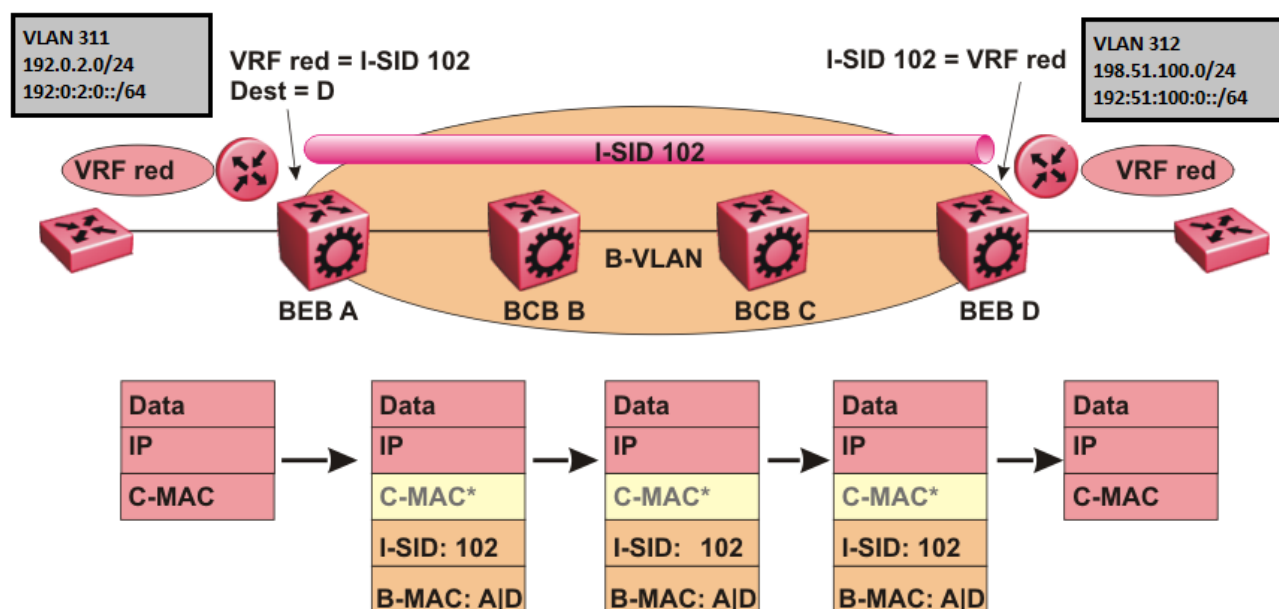 VLAN 311
192.0.2.0/24
192:0:2:0::/64
VRF red = I-SID 102
Dest = D
I-SID 102 = VRF red
VLAN 312
198.51.100.0/24
192:51:100:0::/64
VRF red
I-SID 102
VRF red
B-VLAN
BEB A
BCB B
BCB C
BEB D
Data
IP
C-MAC
Data
IP
C-MAC*
I-SID: 102
B-MAC: A|D
Data
IP
C-MAC*
I-SID: 102
B-MAC: A|D
Data
IP
C-MAC*
I-SID: 102
B-MAC: A|D
Data
IP
C-MAC